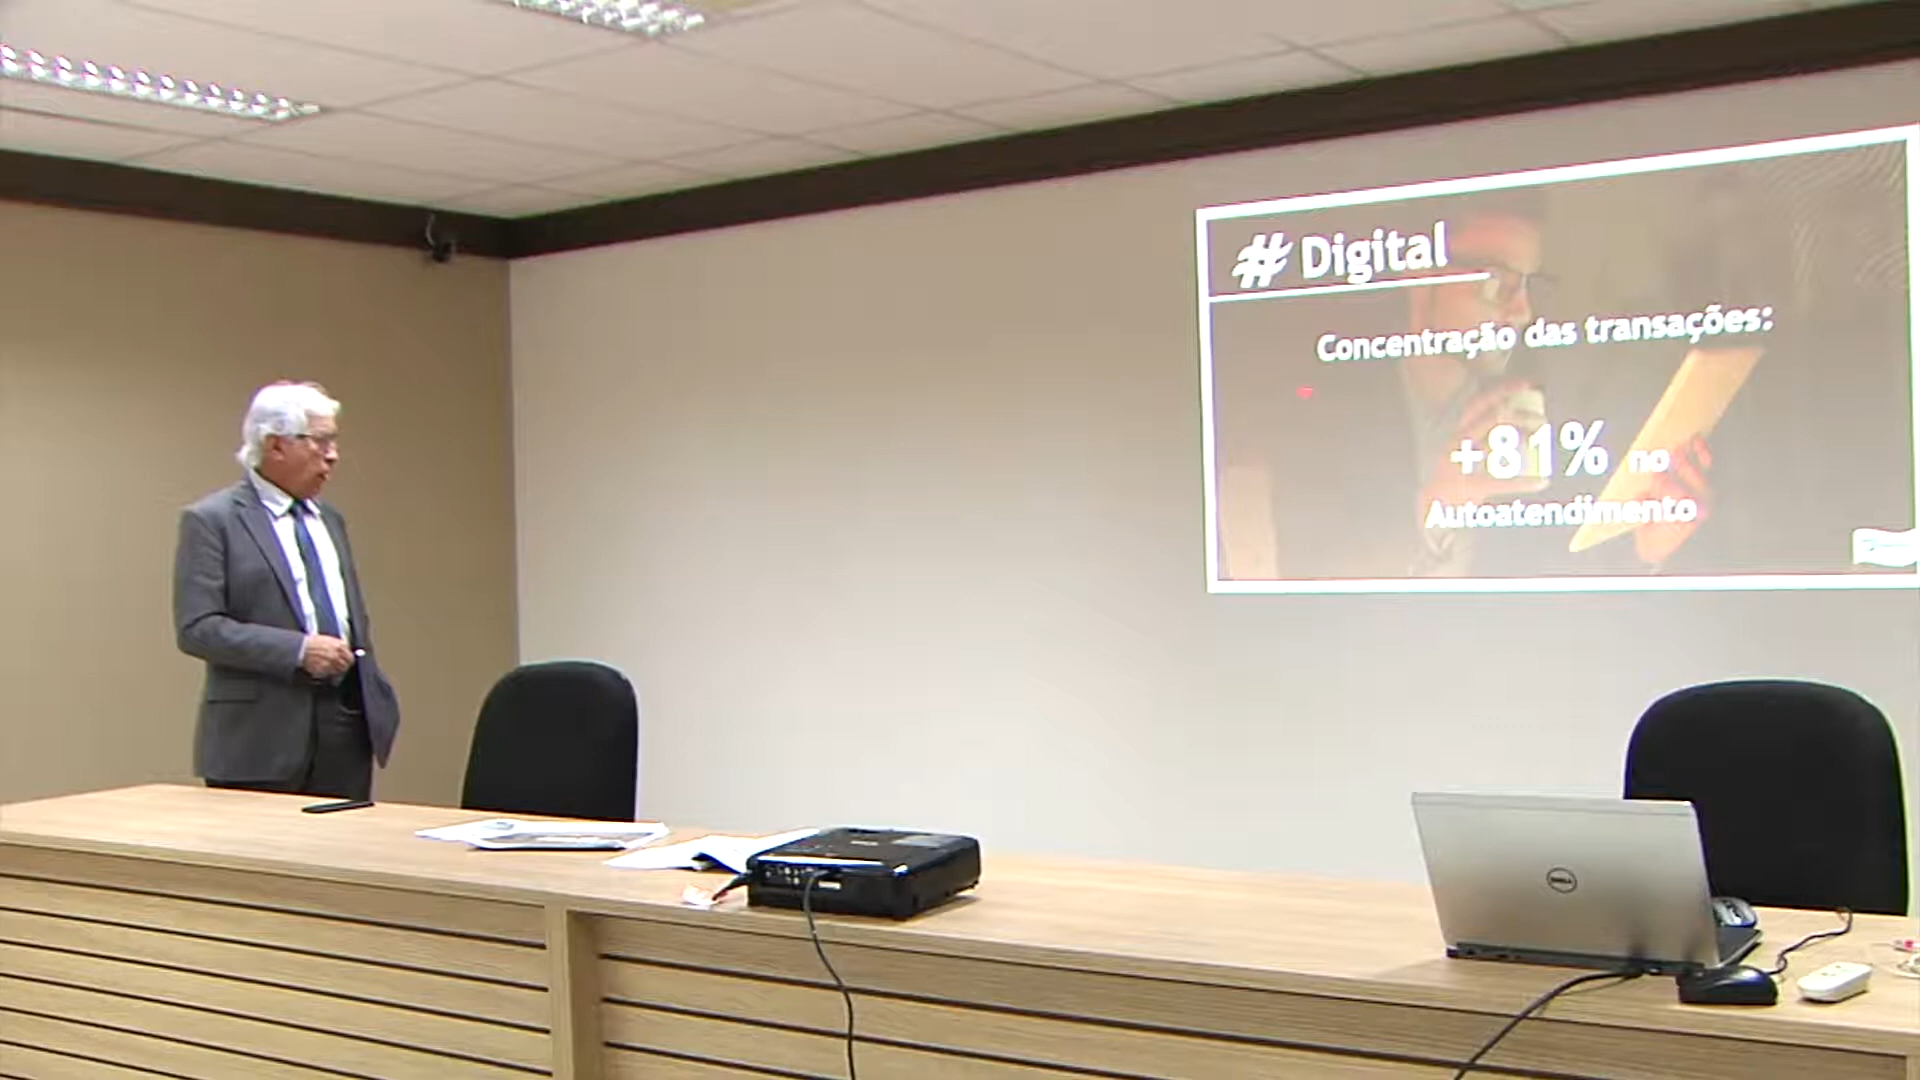 # Digital
Concentração das transações:
+81% no
Autoatendimento
DELL